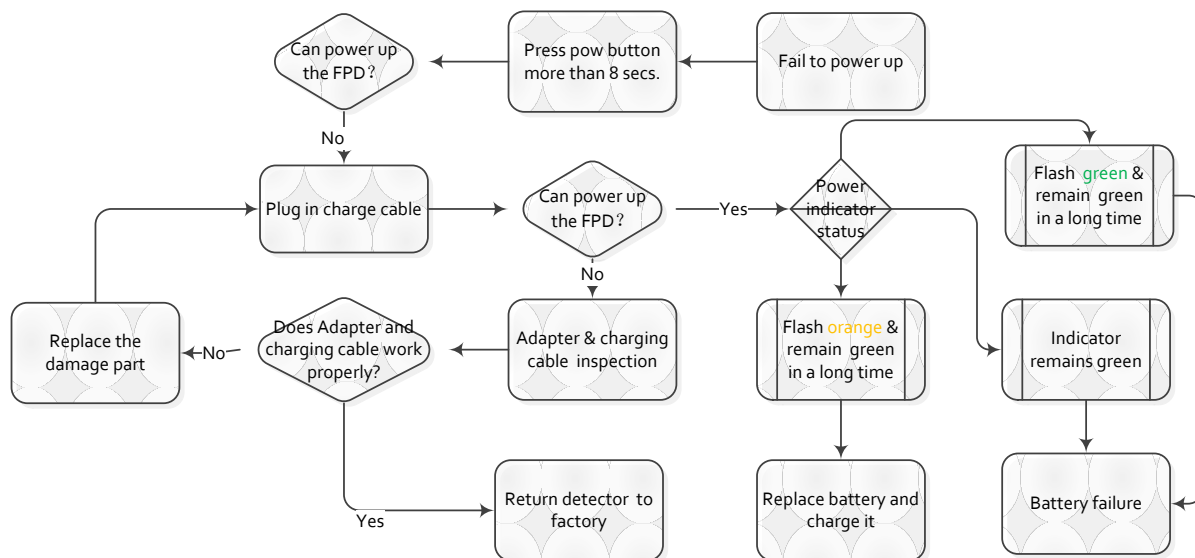 Can power up
the FPD?
Press pow button
more than 8 secs.
Fail to power up
No
Plug in charge cable
Can power up
the FPD?
Yes
Power
indicator
status
Flash green &
remain green
in a long time
No
Replace the
damage part
No
Does Adapter and
charging cable work
properly?
Adapter & charging
cable inspection
Flash orange &
remain green
in a long time
Indicator
remains green
Yes
Return detector to
factory
Replace battery and
charge it
Battery failure